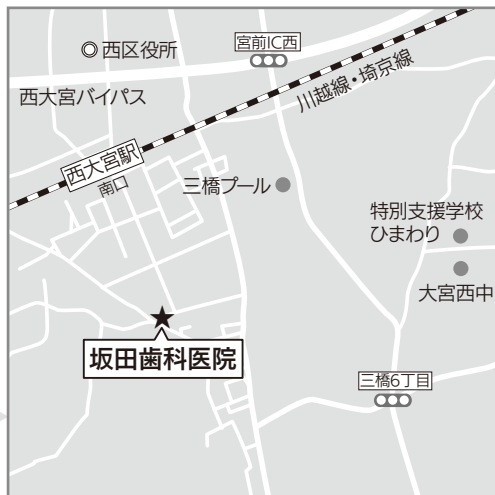 ◎西区役所
宮前IC西
西大宮バイパス
川越線・埼京線
西大宮駅
南口
三橋プール
特別支援学校
ひまわり
大宮西中
坂田歯科医院
三橋6丁目